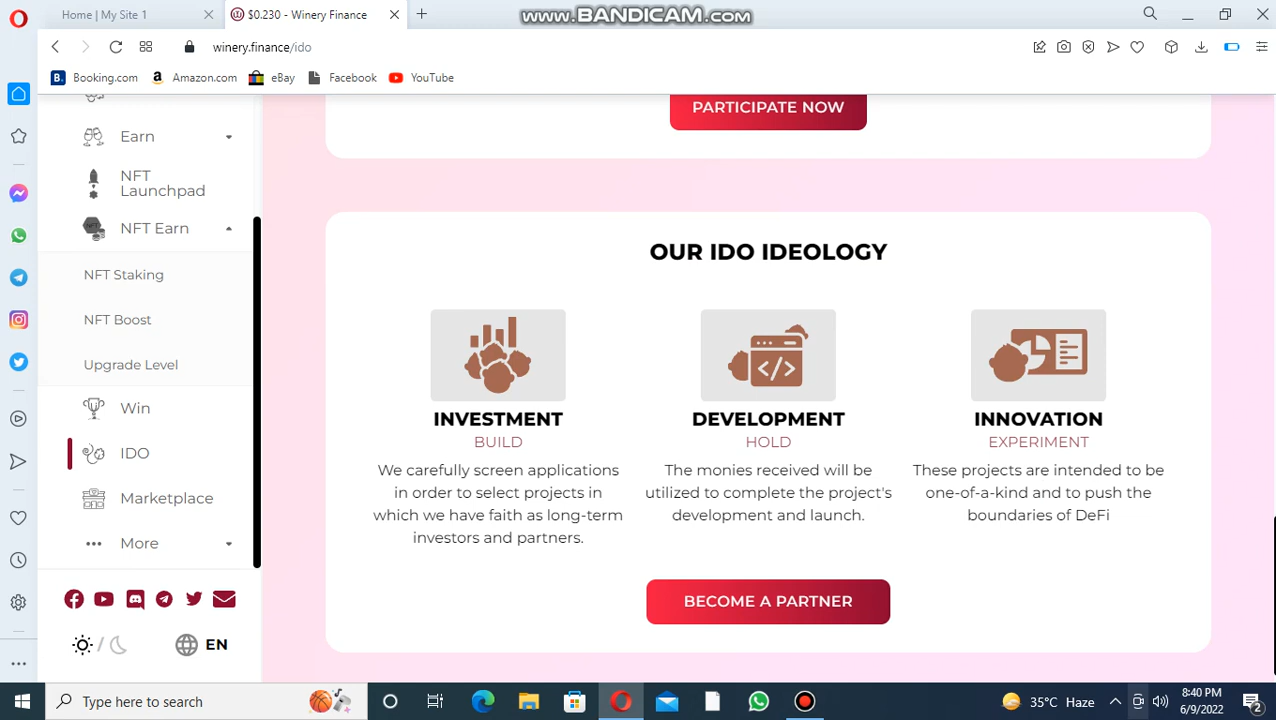 Home | My Site 1
$0.230 - Winery Finance
www.BANDICAM.com
winery.finance/ido
B. Booking.com
a Amazon.com
eBay
Facebook
YouTube
PARTICIPATE NOW
Earn
NFT
Launchpad
NFT Earn
NFT Staking
NFT Boost
Upgrade Level
Win
IDO
Marketplace
More
EN
OUR IDO IDEOLOGY
INVESTMENT
BUILD
We carefully screen applications
in order to select projects in
which we have faith as long-term
investors and partners.
DEVELOPMENT
HOLD
The monies received will be
utilized to complete the project's
development and launch.
INNOVATION
EXPERIMENT
These projects are intended to be
one-of-a-kind and to push the
boundaries of DeFi
BECOME A PARTNER
Type here to search
35°C Haze
8:40 PM
6/9/2022
2